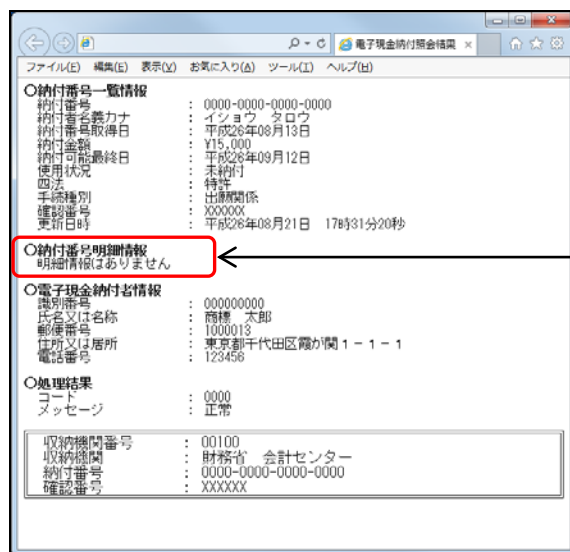 電子現金納付照会結果
ファイル(E) 編集(E) 表示(V) お気に入り(A) ツール(I) ヘルプ(H)
○納付番号一覧情報
納付番号 : 0000-0000-0000-0000
納付者名義カナ : イショウ タロウ
納付番号取得日 : 平成26年08月13日
納付金額 : ¥15,000
納付可能最終日 : 平成26年09月12日
使用状況 : 未納付
四法 : 特許
手続種別 : 出願関係
確認番号 : XXXXXX
更新日時 : 平成26年08月21日 17時31分20秒
○納付番号明細情報
明細情報はありません
○電子現金納付者情報
識別番号 : 000000000
氏名又は名称 : 商標 太郎
郵便番号 : 1000013
住所又は居所 : 東京都千代田区霞が関1-1-1
電話番号 : 123456
○処理結果
コード : 0000
メッセージ : 正常
収納機関番号 : 00100
収納機関 : 財務省 会計センター
納付番号 : 0000-0000-0000-0000
確認番号 : XXXXXX